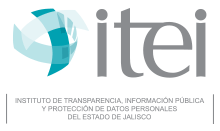 itei
INSTITUTO DE TRANSPARENCIA, INFORMACIÓN PÚBLICA
Y PROTECCIÓN DE DATOS PERSONALES
DEL ESTADO DE JALISCO